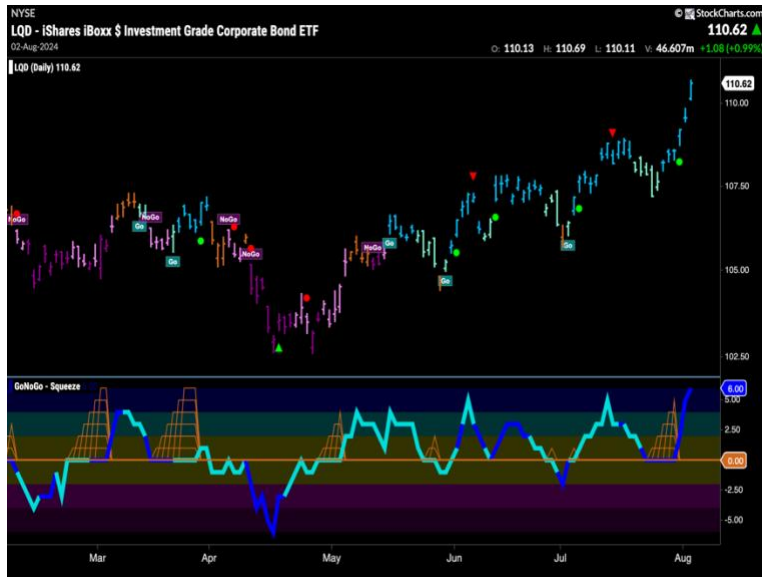 NYSE
© StockCharts.com
LQD - iShares iBoxx $ Investment Grade Corporate Bond ETF
110.62
02-Aug-2024
O: 110.13 H: 110.69 L: 110.11 V: 46.607m +1.08 (+0.99%)
LQD (Daily) 110.62
110.62
110.00
107.50
NoGo
NoGo
NoGo
Go
NoGo
Go
NoGo
Go
NoGo
Go
Go
105.00
102.50
GoNoGo - Squeeze
6.00
5.00
2.50
0.00
-2.50
-5.00
Mar Apr May Jun Jul Aug